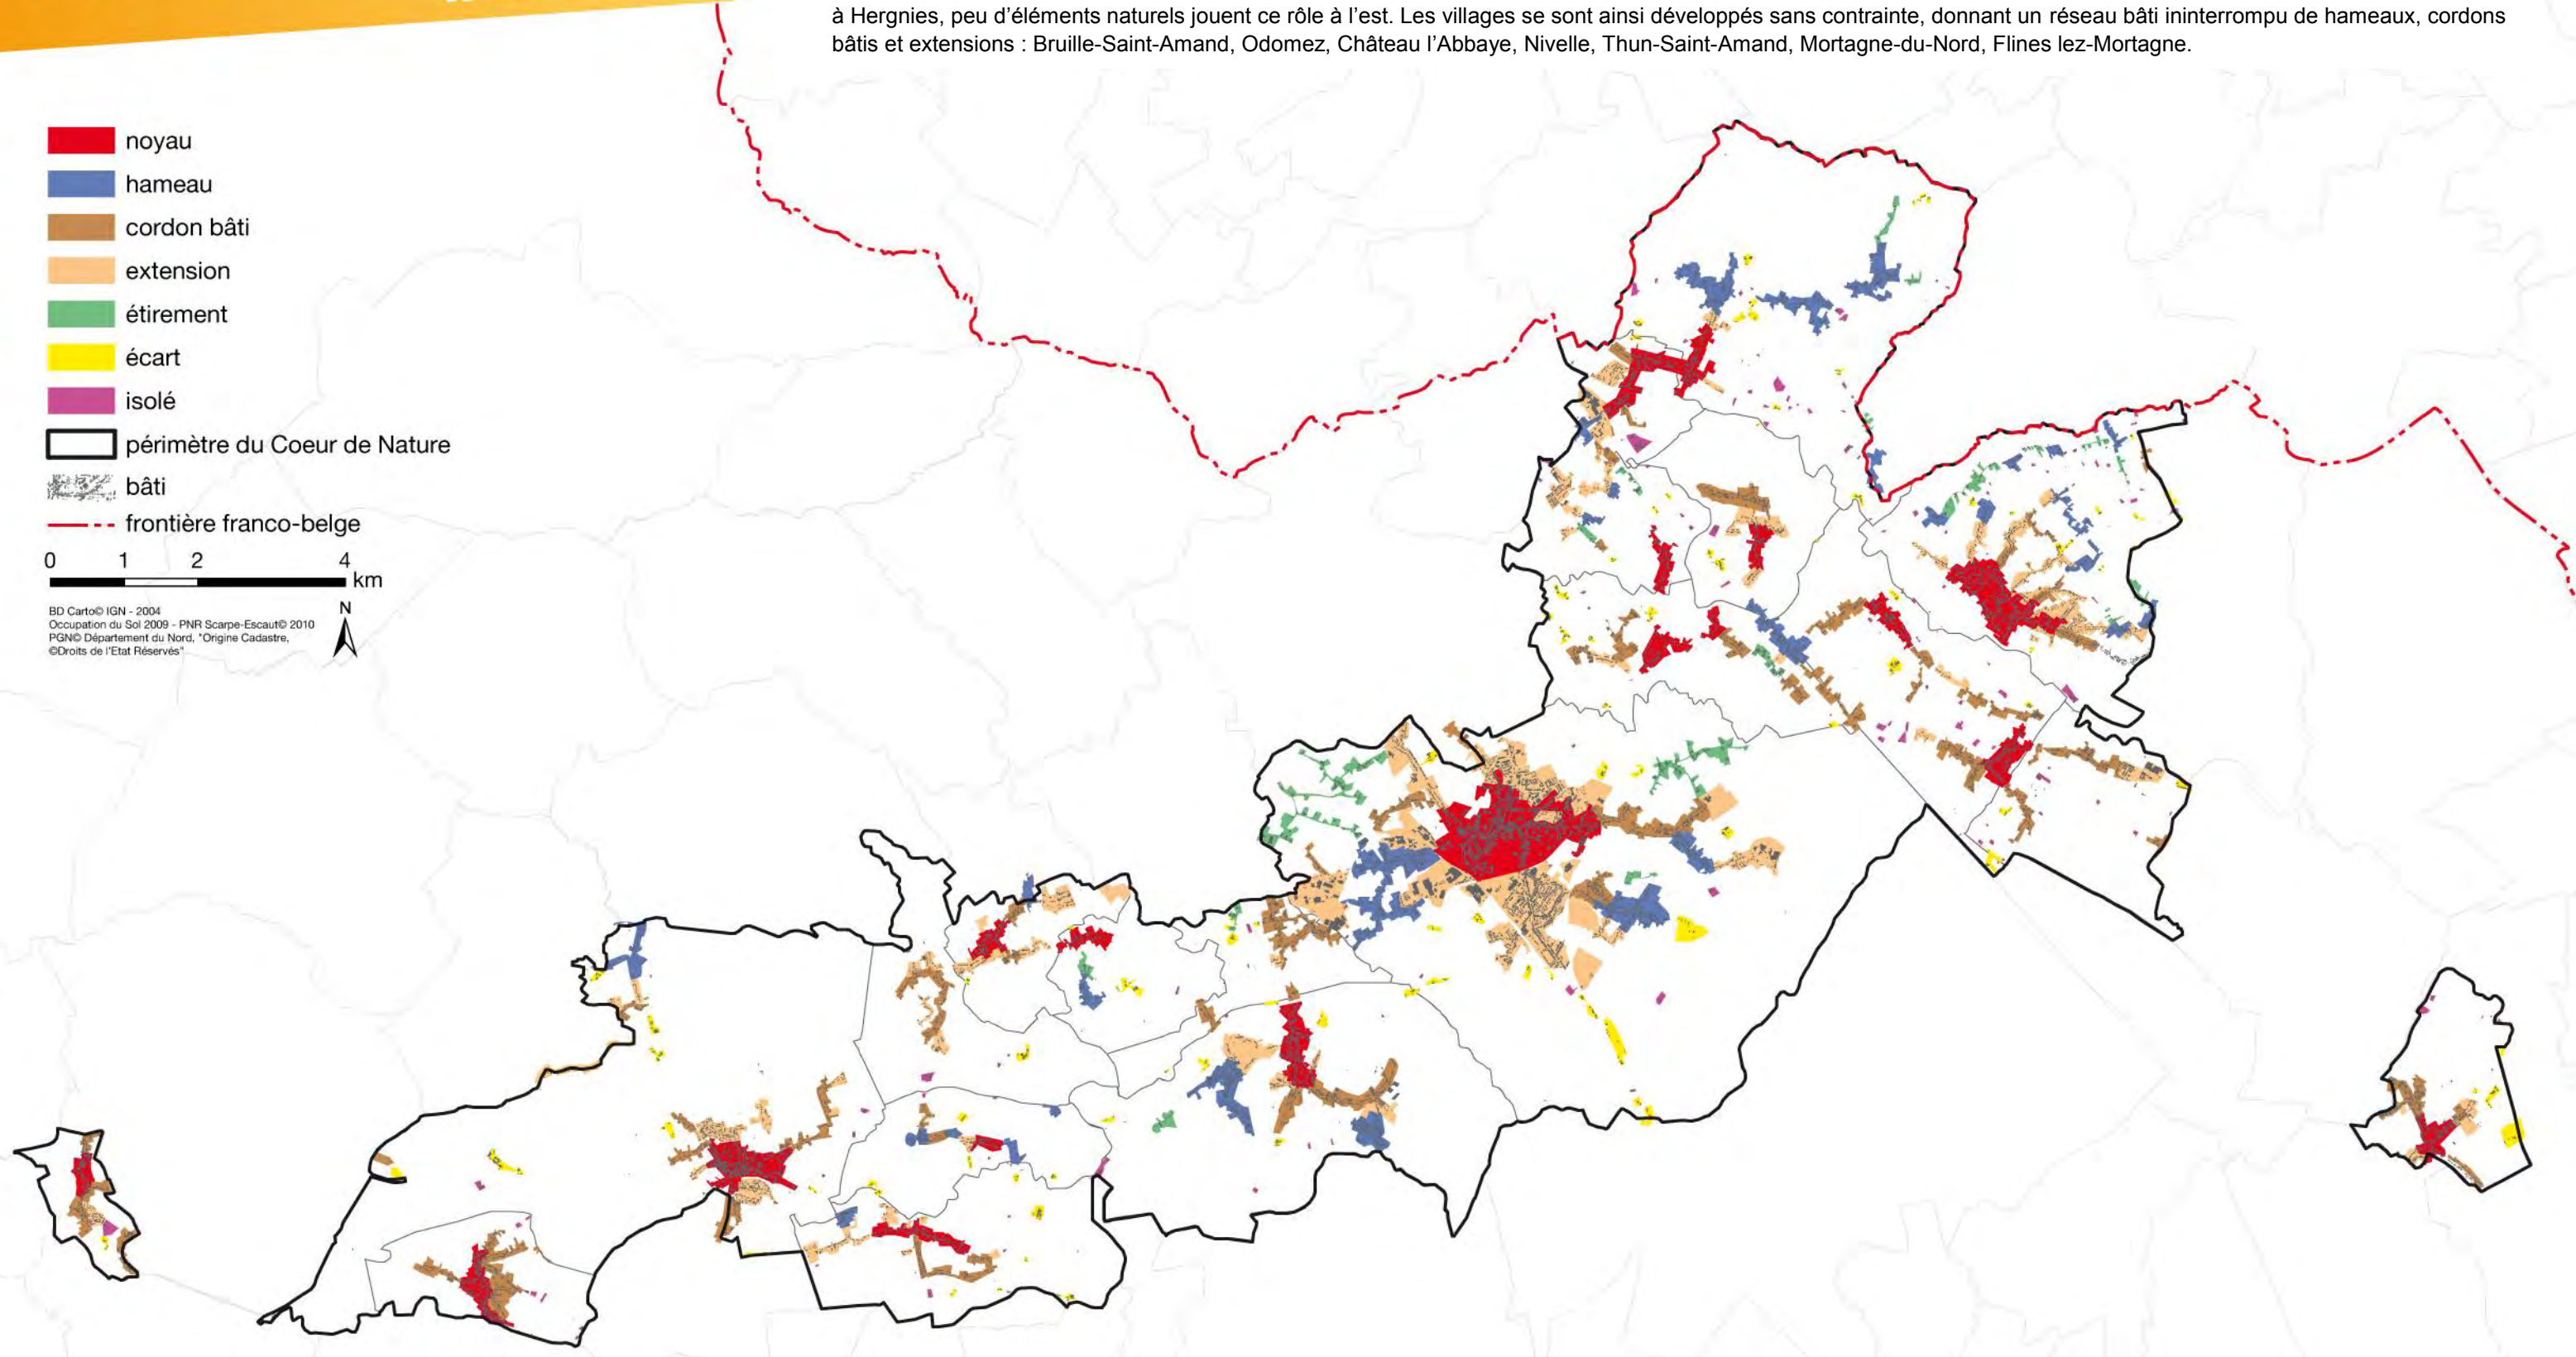 à Hergnies, peu d'éléments naturels jouent ce rôle à l'est. Les villages se sont ainsi développés sans contrainte, donnant un réseau bâti ininterrompu de hameaux, cordons
bâtis et extensions : Bruille-Saint-Amand, Odomez, Château l'Abbaye, Nivelle, Thun-Saint-Amand, Mortagne-du-Nord, Flines lez-Mortagne.
noyau
hameau
cordon bâti
extension
étirement
écart
isolé
périmètre du Coeur de Nature
bâti
frontière franco-belge
0 1 2 4
km
N
BD Carto© IGN - 2004
Occupation du Sol 2009 - PNR Scarpe-Escaut© 2010
PGN© Département du Nord, "Origine Cadastre,
©Droits de l'Etat Réservés"